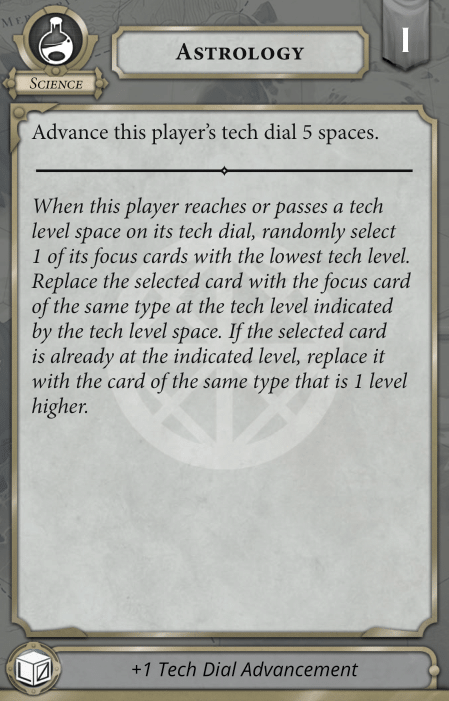 Science
Astrology
I
Advance this player's tech dial 5 spaces.
When this player reaches or passes a tech
level space on its tech dial, randomly select
1 of its focus cards with the lowest tech level.
Replace the selected card with the focus card
of the same type at the tech level indicated
by the tech level space. If the selected card
is already at the indicated level, replace it
with the card of the same type that is 1 level
higher.
+1 Tech Dial Advancement